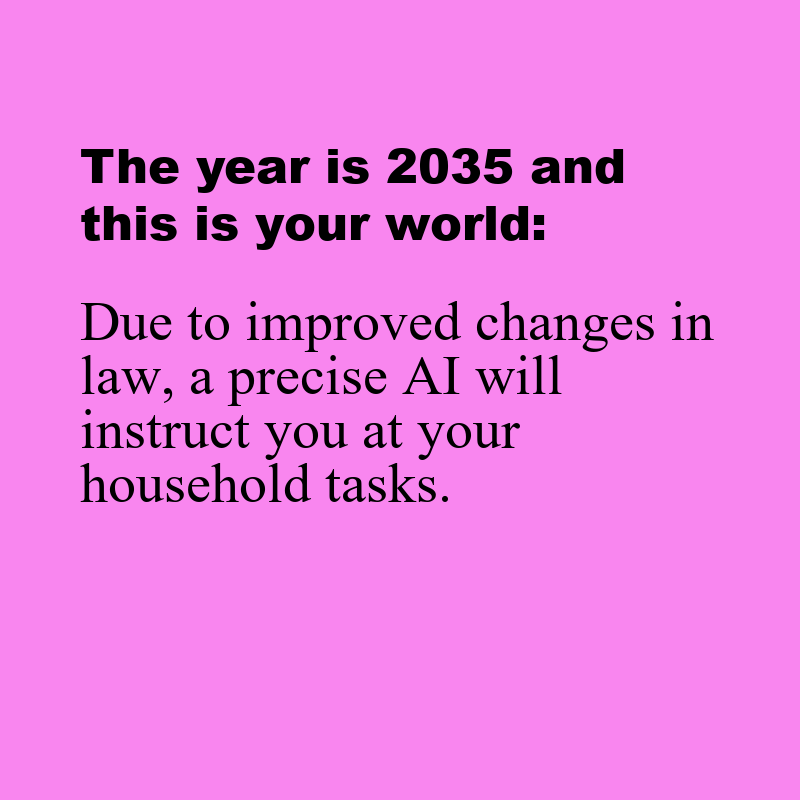 The year is 2035 and
this is your world:
Due to improved changes in
law, a precise AI will
instruct you at your
household tasks.